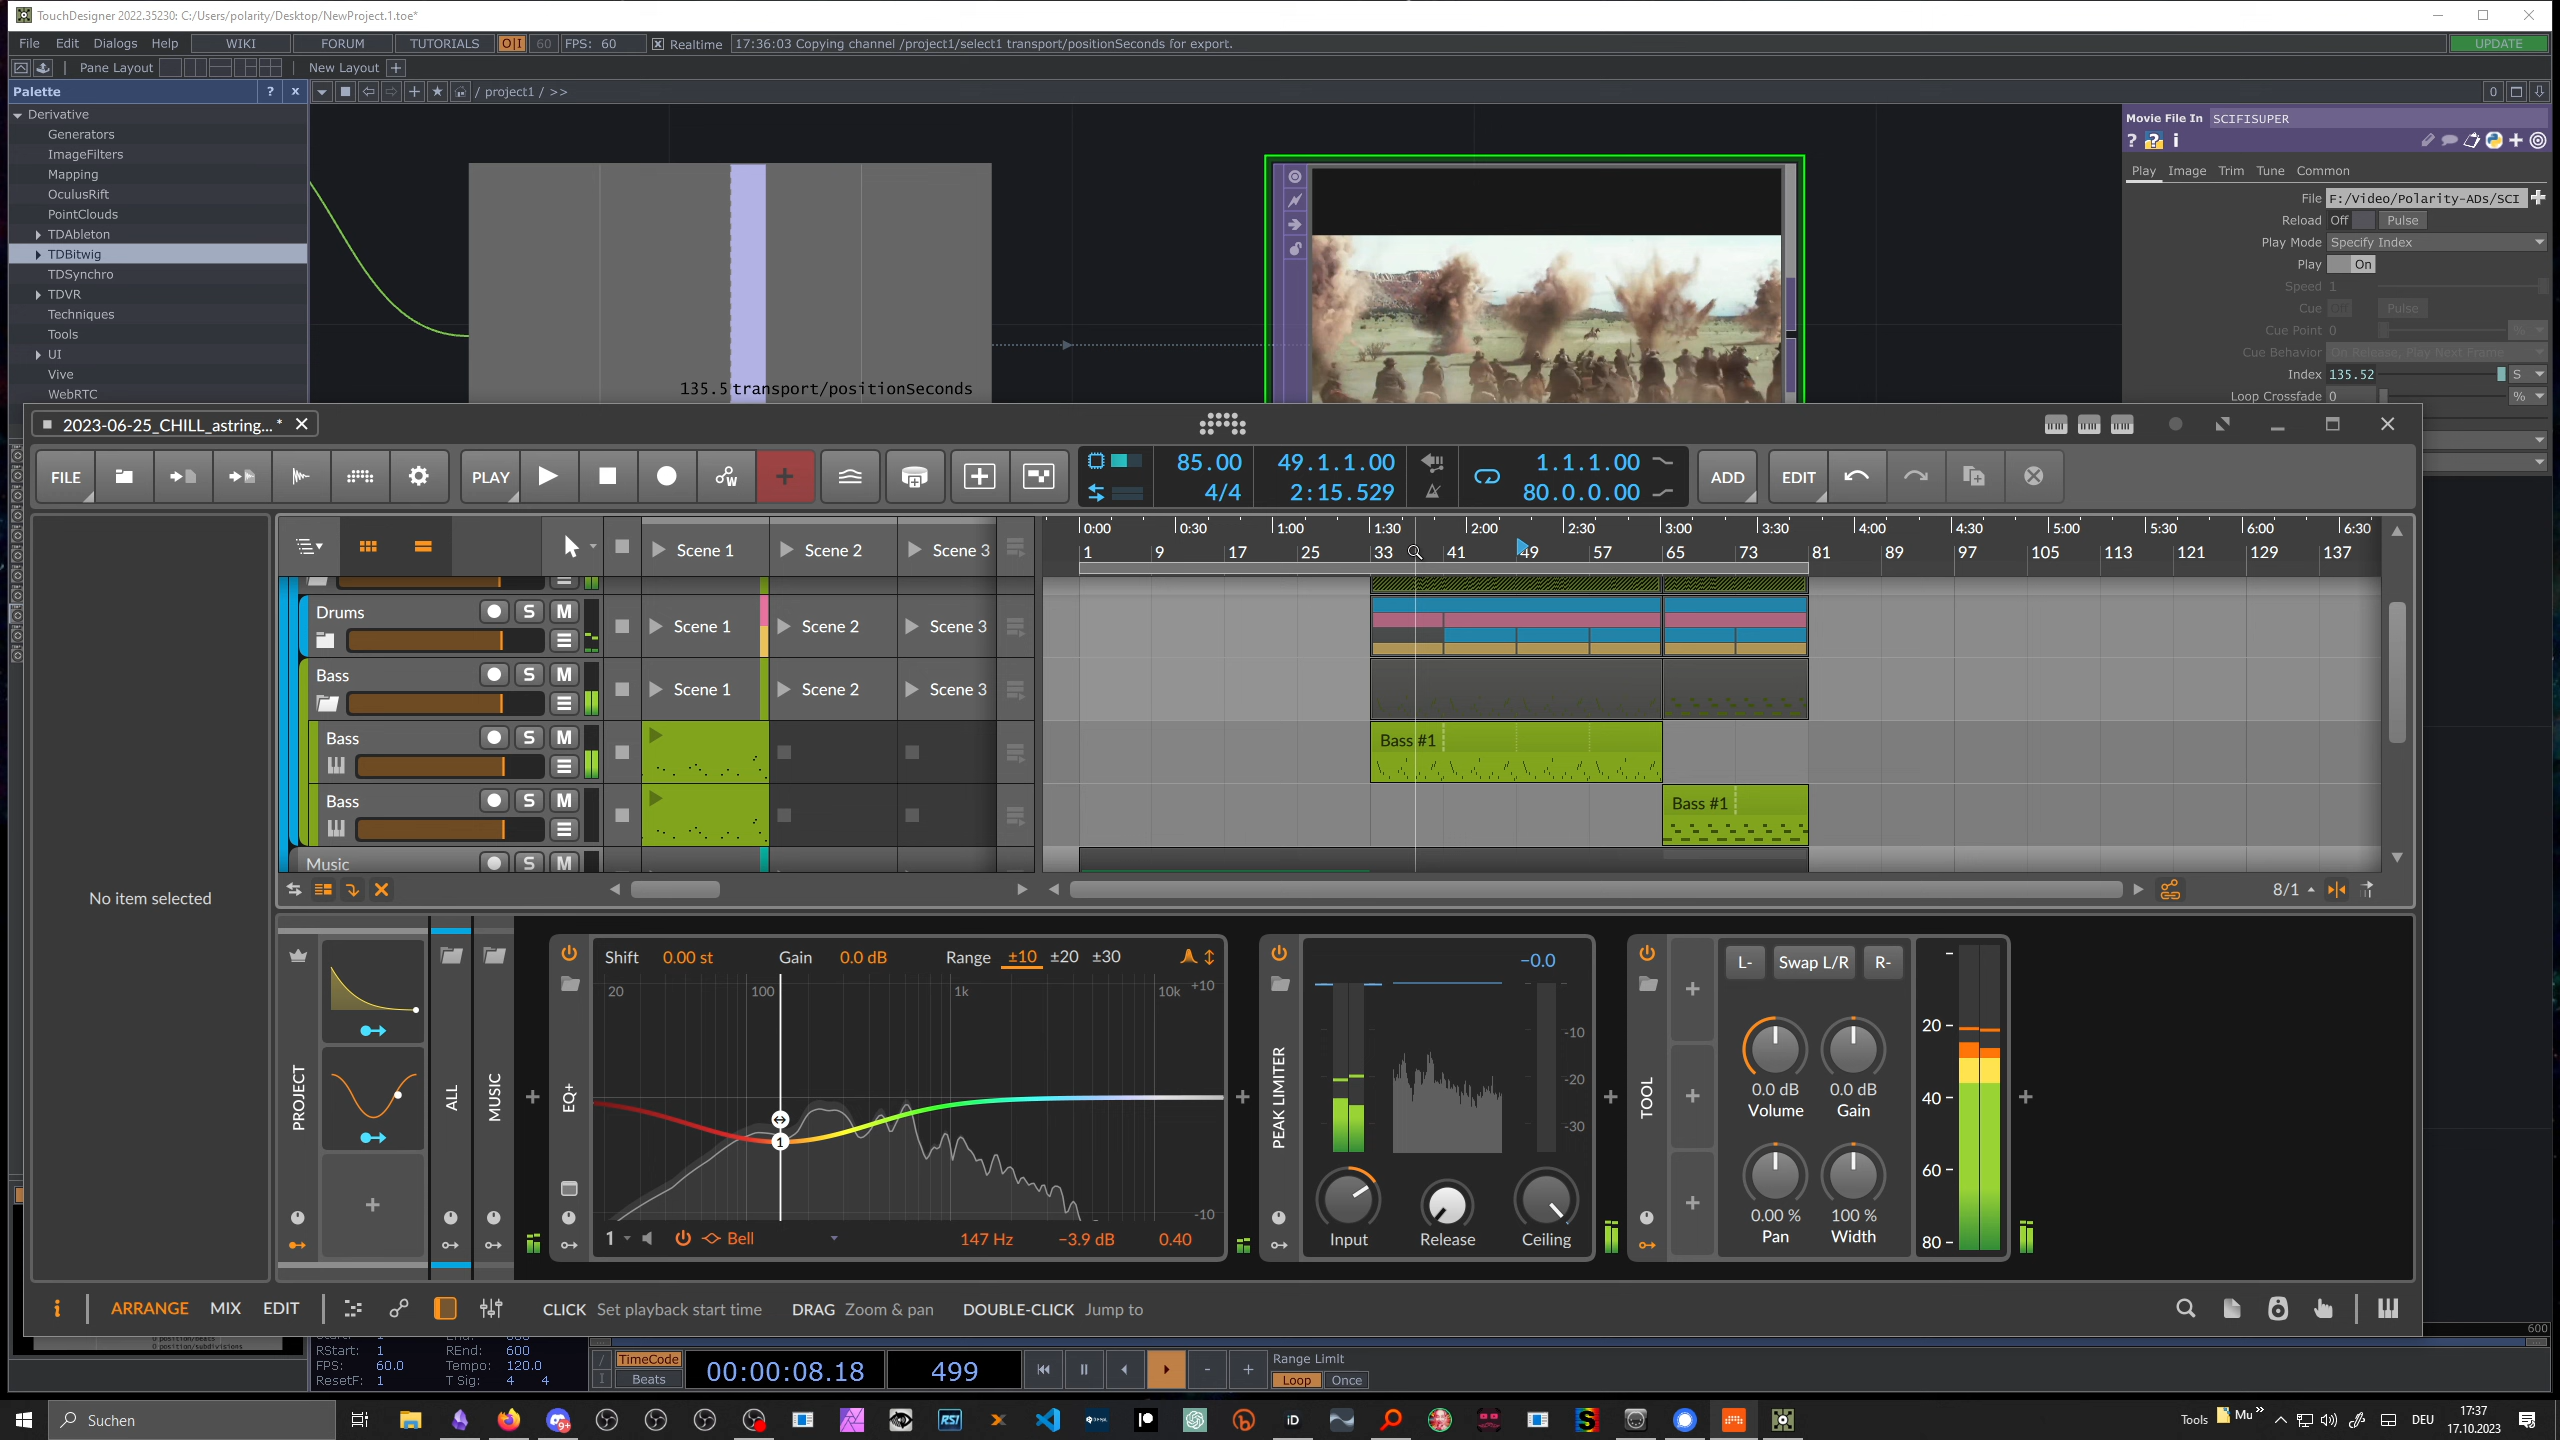 TouchDesigner 2022.35230: C:/Users/polarity/Desktop/NewProject.1.toe*
File Edit Dialogs Help WIKI FORUM TUTORIALS O|I 60 FPS: 60 Realtime 17:36:03 Copying channel /project1/select1 transport/positionSeconds for export. UPDATE
Pane Layout New Layout +
Palette ? x / project1 / >> 0
Derivative
Generators
ImageFilters
Mapping
OculusRift
PointClouds
TDAbleton
TDBitwig
TDSynchro
TDVR
Techniques
Tools
UI
Vive
WebRTC
135.5 transport/positionSeconds
Movie File In SCIFISUPER
? ? i
Play Image Trim Tune Common
File F:/Video/Polarity-ADs/SCI
Reload Off Pulse
Play Mode Specify Index
Play On
Speed 1
Cue Off Pulse
Cue Point 0 %
Cue Behavior On Release, Play Next Frame
Index 135.52 S
Loop Crossfade 0 %
2023-06-25_CHILL_astring... *
FILE PLAY 85.00 49.1.1.00 1.1.1.00 ADD EDIT
4/4 2:15.529 80.0.0.00
0:00 0:30 1:00 1:30 2:00 2:30 3:00 3:30 4:00 4:30 5:00 5:30 6:00 6:30
Scene 1 Scene 2 Scene 3
1 9 17 25 33 41 49 57 65 73 81 89 97 105 113 121 129 137
Drums S M Scene 1 Scene 2 Scene 3
Bass S M Scene 1 Scene 2 Scene 3
Bass S M Bass #1
Bass S M Bass #1
Music S M
8/1
No item selected
PROJECT
ALL
MUSIC
EQ+
Shift 0.00 st Gain 0.0 dB Range ±10 ±20 ±30
20 100 1k 10k +10
1
-10
1 Bell 147 Hz −3.9 dB 0.40
PEAK LIMITER
−0.0
-10
-20
-30
Input Release Ceiling
TOOL
L- Swap L/R R-
0.0 dB 0.0 dB
Volume Gain
0.00 % 100 %
Pan Width
20
40
60
80
i ARRANGE MIX EDIT CLICK Set playback start time DRAG Zoom & pan DOUBLE-CLICK Jump to
0 position/subdivisions
600
RStart: 1 REnd: 600
FPS: 60.0 Tempo: 120.0
ResetF: 1 T Sig: 4 4
TimeCode
Beats
00:00:08.18 499
Range Limit
Loop Once
Suchen
9+
RSI
iD
Tools Mu
DEU
17:37
17.10.2023